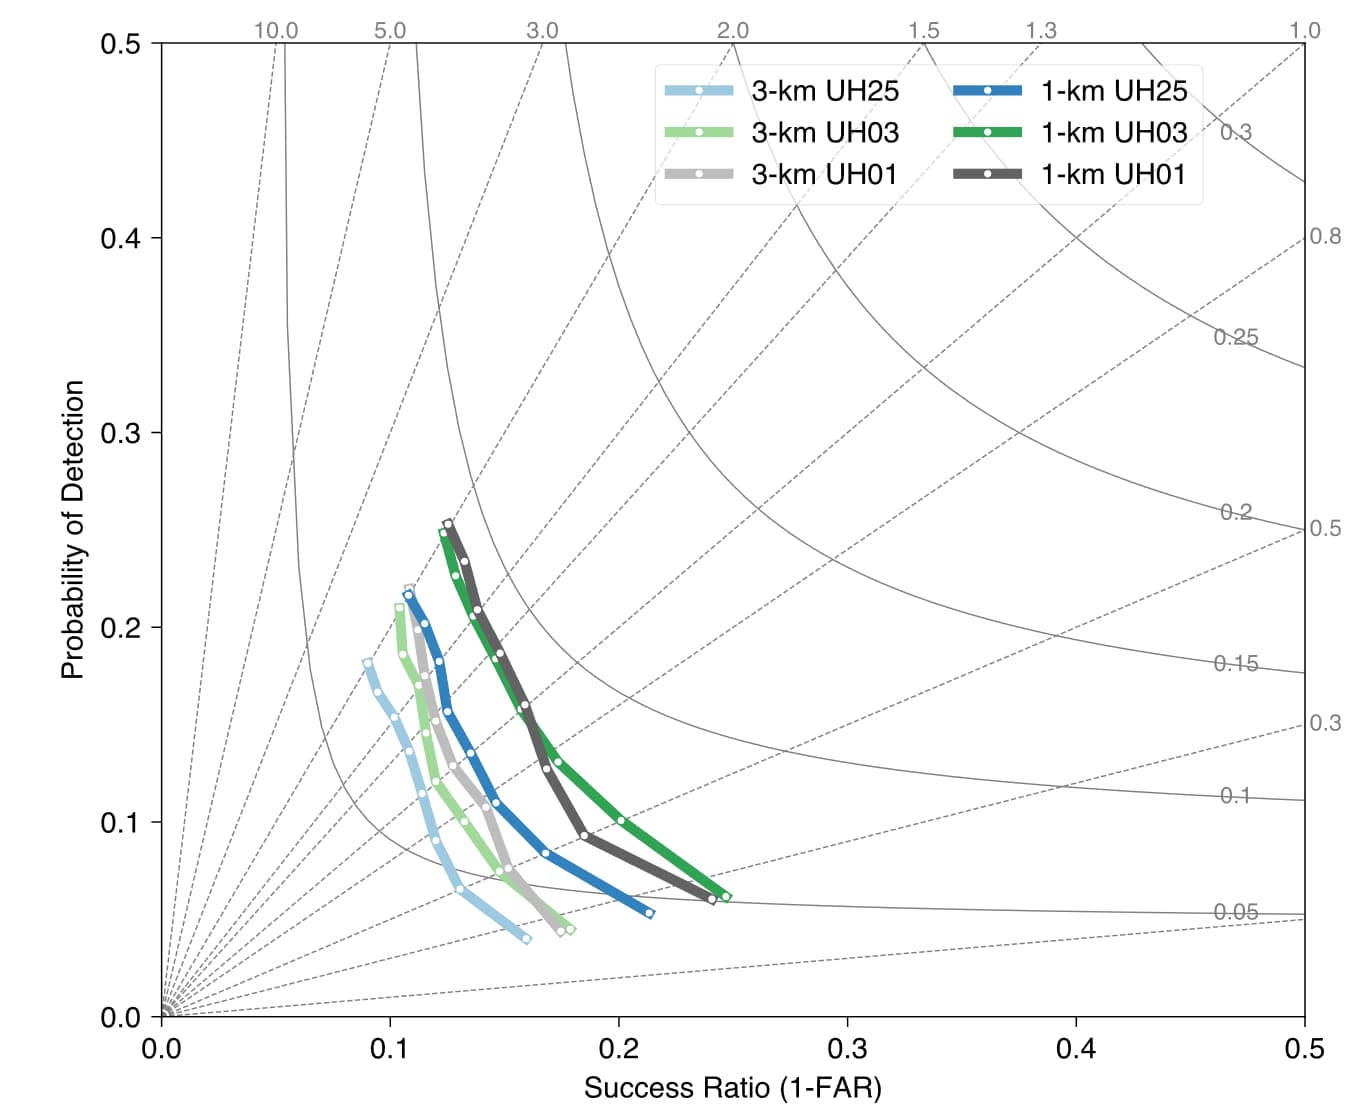 10.0 5.0 3.0 2.0 1.5 1.3 1.0
0.5
3-km UH25 1-km UH25
3-km UH03 1-km UH03
3-km UH01 1-km UH01
0.3
0.4
0.8
0.25
0.3
0.2
0.5
0.2
0.15
0.3
0.1
0.1
0.05
0.0
0.0 0.1 0.2 0.3 0.4 0.5
Probability of Detection
Success Ratio (1-FAR)